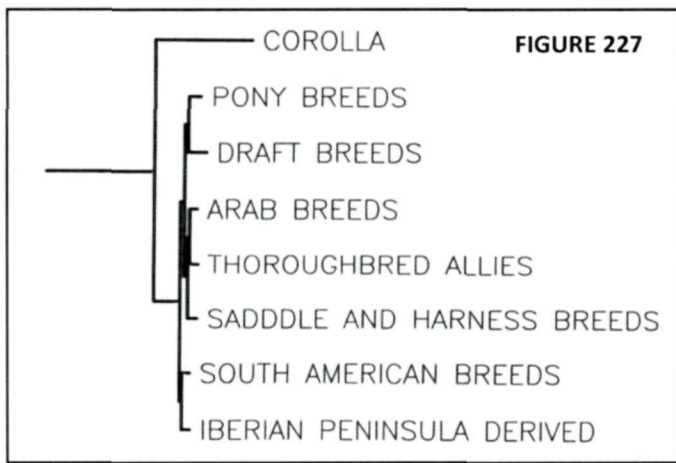 COROLLA
FIGURE 227
PONY BREEDS
DRAFT BREEDS
ARAB BREEDS
THOROUGHBRED ALLIES
SADDDLE AND HARNESS BREEDS
SOUTH AMERICAN BREEDS
IBERIAN PENINSULA DERIVED